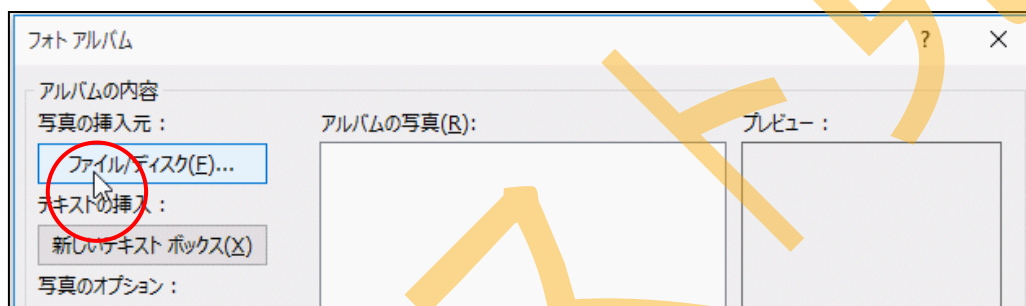 フォト アルバム ? ×
アルバムの内容
写真の挿入元：
アルバムの写真(R):
プレビュー：
ファイル/ディスク(F)...
テキストの挿入：
新しいテキスト ボックス(X)
写真のオプション：